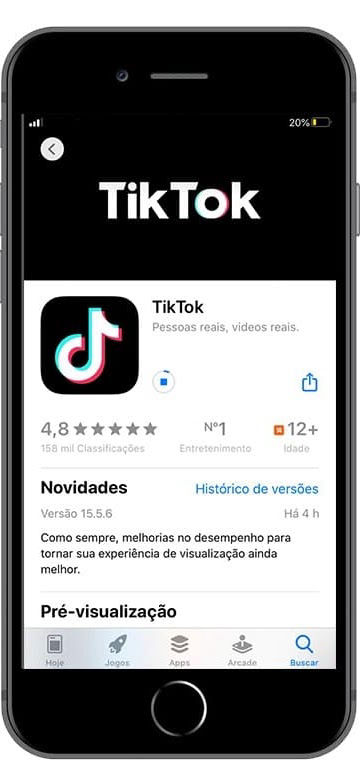 20%
TikTok
TikTok
Pessoas reais, vídeos reais.
4,8 Nº1 12+
158 mil Classificações Entretenimento Idade
Novidades Histórico de versões
Versão 15.5.6 Há 4 h
Como sempre, melhorias no desempenho para
tornar sua experiência de visualização ainda
melhor.
Pré-visualização
Hoje Jogos Apps Arcade Buscar